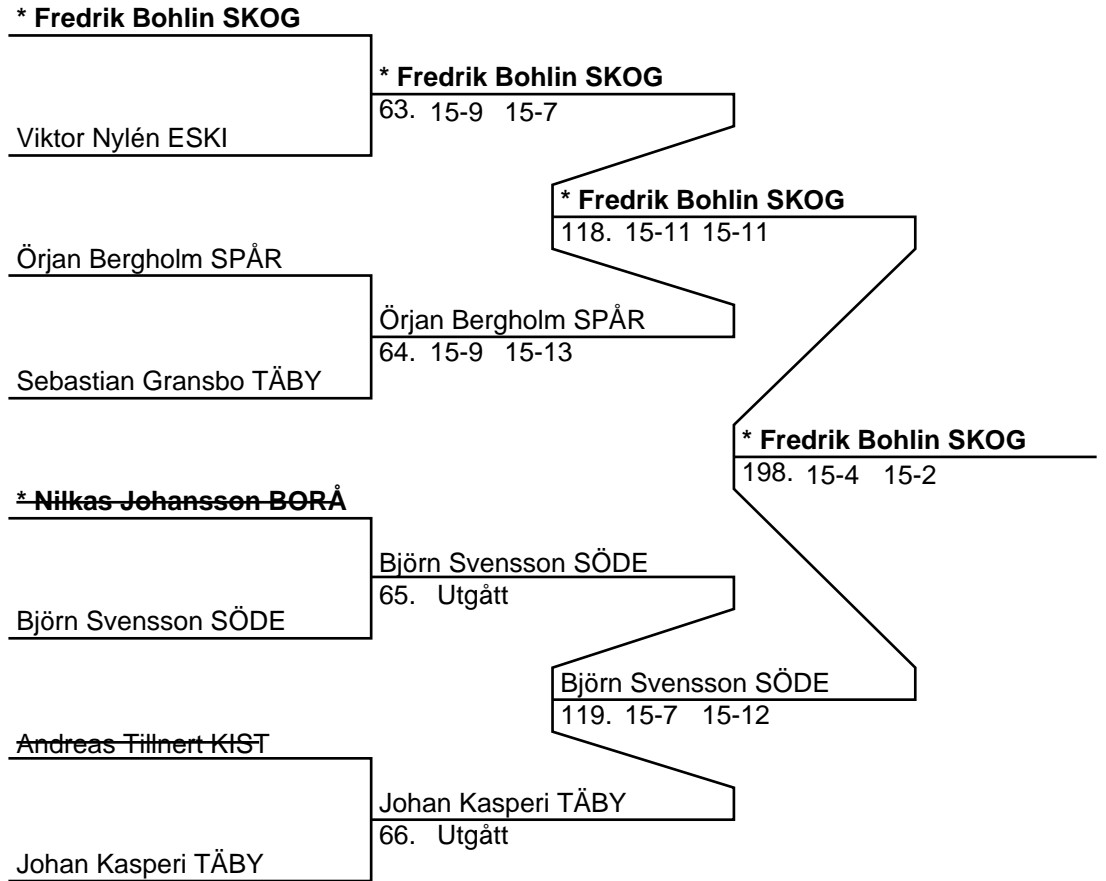 * Fredrik Bohlin SKOG
* Fredrik Bohlin SKOG
63. 15-9 15-7
Viktor Nylén ESKI
* Fredrik Bohlin SKOG
118. 15-11 15-11
Örjan Bergholm SPÅR
Örjan Bergholm SPÅR
64. 15-9 15-13
Sebastian Gransbo TÄBY
* Fredrik Bohlin SKOG
198. 15-4 15-2
* Nilkas Johansson BORÅ
Björn Svensson SÖDE
65. Utgått
Björn Svensson SÖDE
Björn Svensson SÖDE
119. 15-7 15-12
Andreas Tillnert KIST
Johan Kasperi TÄBY
66. Utgått
Johan Kasperi TÄBY